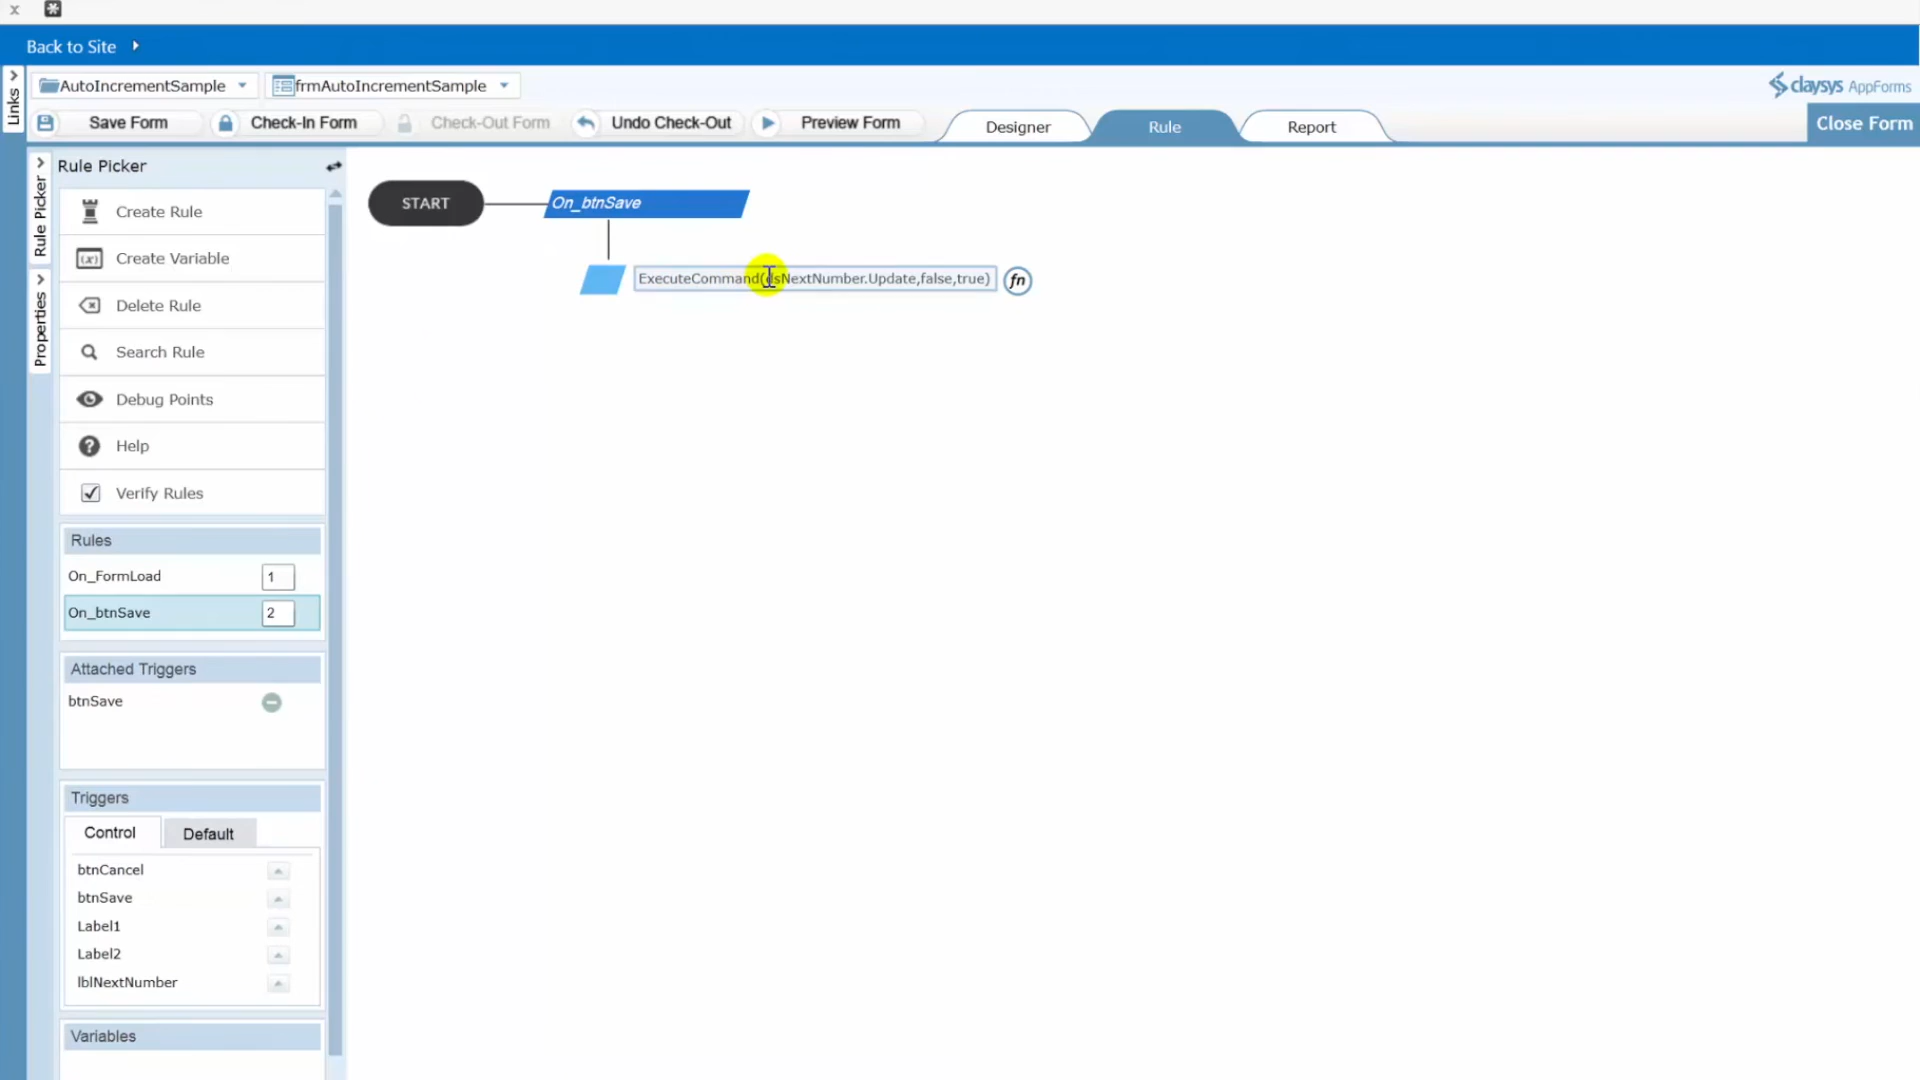 x
Back to Site
Links
AutoIncrementSample
frmAutoIncrementSample
claysys AppForms
Save Form
Check-In Form
Check-Out Form
Undo Check-Out
Preview Form
Designer
Rule
Report
Close Form
Rule Picker
Properties
Rule Picker
Create Rule
(x) Create Variable
Delete Rule
Search Rule
Debug Points
? Help
Verify Rules
Rules
On_FormLoad 1
On_btnSave 2
Attached Triggers
btnSave
Triggers
Control Default
btnCancel
btnSave
Label1
Label2
lblNextNumber
Variables
START
On_btnSave
ExecuteCommand(dsNextNumber.Update,false,true) fn